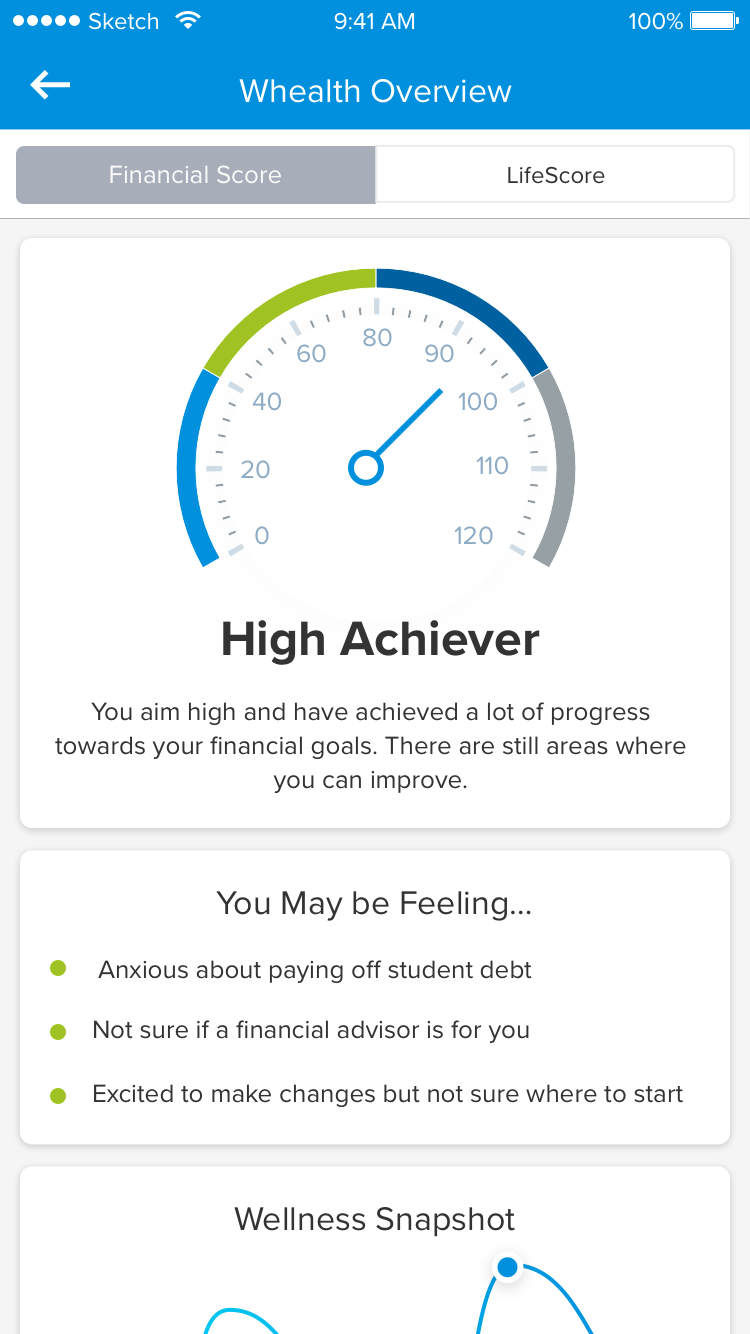 Sketch 9:41 AM 100%
Whealth Overview
Financial Score LifeScore
80
60 90
40 100
20 110
0 120
High Achiever
You aim high and have achieved a lot of progress
towards your financial goals. There are still areas where
you can improve.
You May be Feeling...
Anxious about paying off student debt
Not sure if a financial advisor is for you
Excited to make changes but not sure where to start
Wellness Snapshot